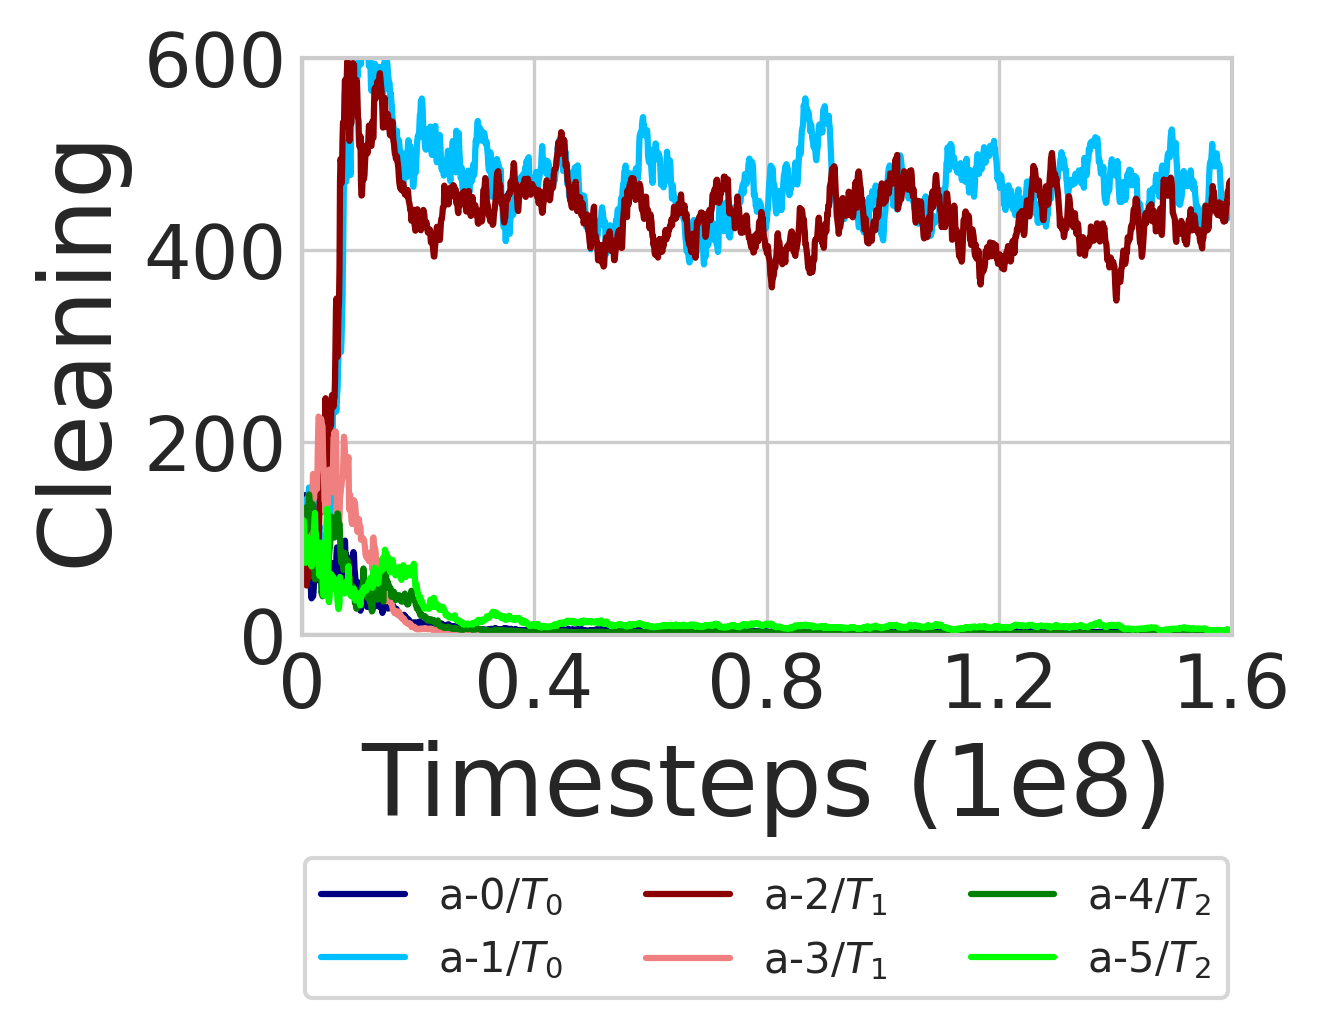 600
400
200
0
Cleaning
0 0.4 0.8 1.2 1.6
Timesteps (1e8)
a-0/T₀ a-2/T₁ a-4/T₂
a-1/T₀ a-3/T₁ a-5/T₂